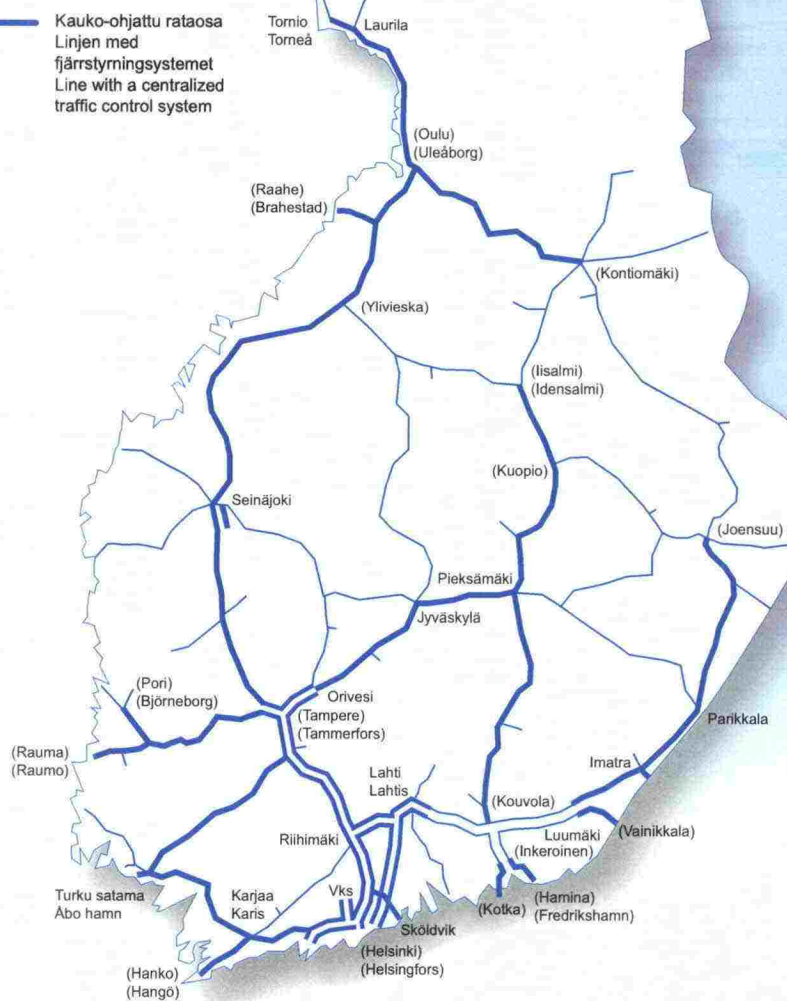 Kauko-ohjattu rataosa
Linjen med
fjärrstyrningsystemet
Line with a centralized
traffic control system
Tornio
Torneå
Laurila
(Oulu)
(Uleåborg)
(Raahe)
(Brahestad)
(Kontiomäki)
(Ylivieska)
(Iisalmi)
(Idensalmi)
(Kuopio)
Seinäjoki
(Joensuu)
Pieksämäki
Jyväskylä
Orivesi
(Pori)
(Björneborg)
(Tampere)
(Tammerfors)
Parikkala
(Rauma)
(Raumo)
Imatra
Lahti
Lahtis
(Kouvola)
Riihimäki
Luumäki
(Vainikkala)
(Inkeroinen)
Turku satama
Åbo hamn
Karjaa
Karis
Vks
(Kotka)
(Hamina)
(Fredrikshamn)
Sköldvik
(Helsinki)
(Helsingfors)
(Hanko)
(Hangö)